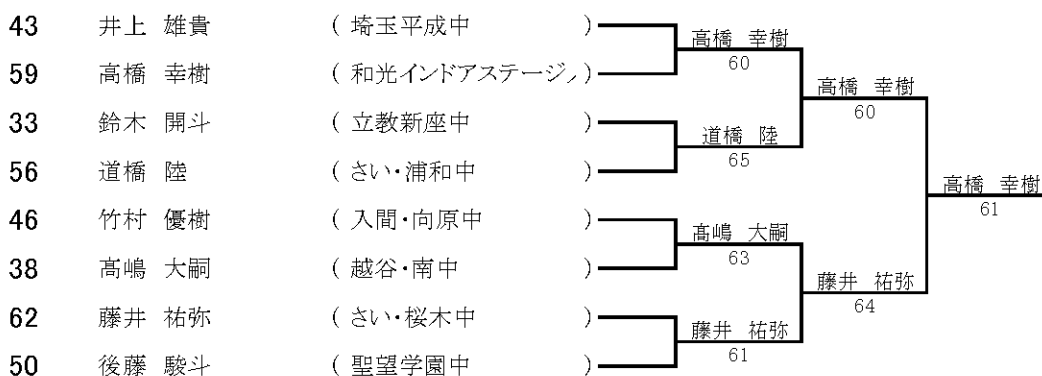 43 井上 雄貴 ( 埼玉平成中 )
高橋 幸樹
60
59 高橋 幸樹 ( 和光インドアステージ )
高橋 幸樹
60
33 鈴木 開斗 ( 立教新座中 )
道橋 陸
65
56 道橋 陸 ( さい・浦和中 )
高橋 幸樹
61
46 竹村 優樹 ( 入間・向原中 )
髙嶋 大嗣
63
38 髙嶋 大嗣 ( 越谷・南中 )
藤井 祐弥
64
62 藤井 祐弥 ( さい・桜木中 )
藤井 祐弥
61
50 後藤 駿斗 ( 聖望学園中 )